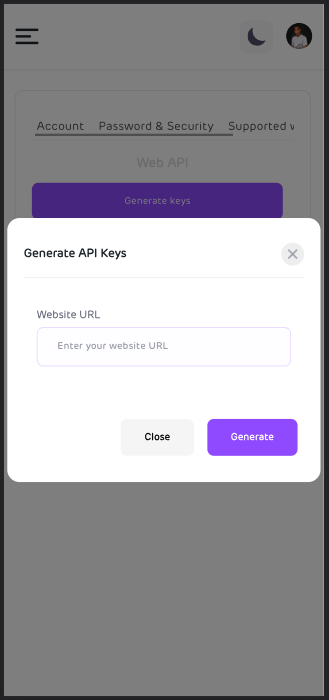 Account Password & Security Supported
Web API
Generate keys
Generate API Keys
Website URL
Enter your website URL
Close Generate